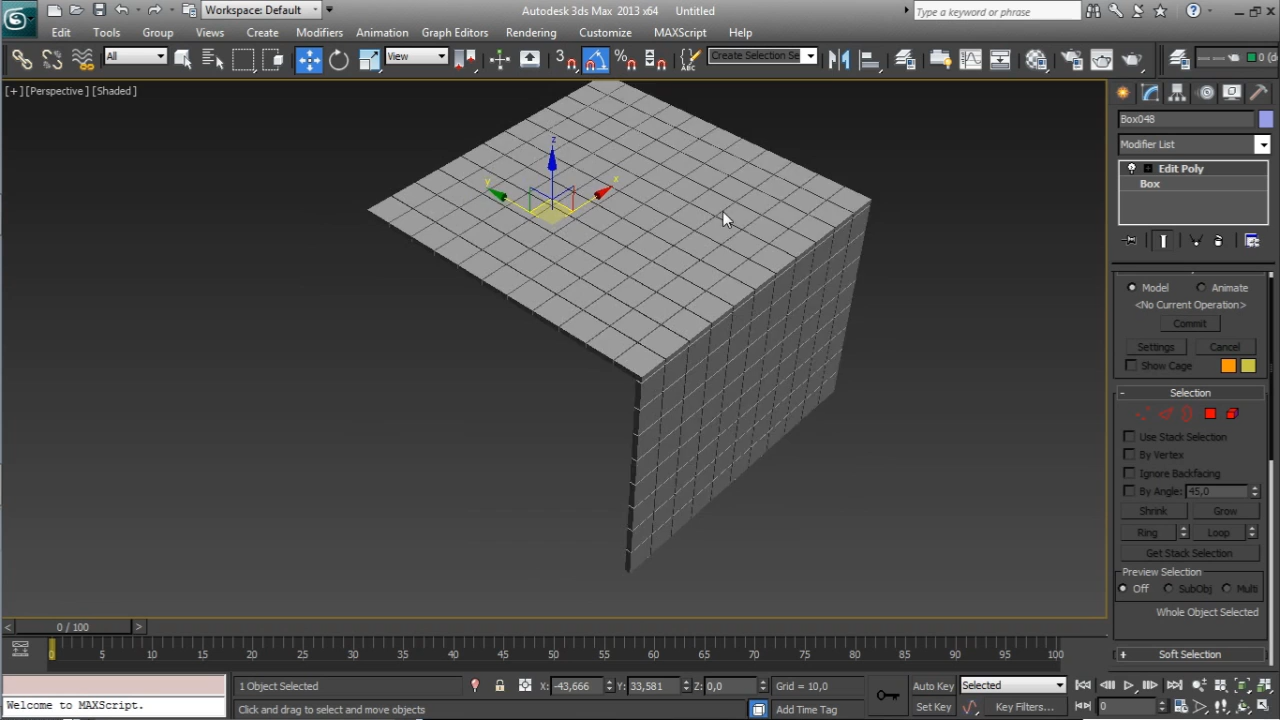 Workspace: Default
Autodesk 3ds Max 2013 x64
Untitled
Type a keyword or phrase
Edit
Tools
Group
Views
Create
Modifiers
Animation
Graph Editors
Rendering
Customize
MAXScript
Help
All
View
3
Create Selection Se
0 (
[ + ] [Perspective ] [Shaded ]
x
y
z
Box048
Modifier List
Edit Poly
Box
Model
Animate
<No Current Operation>
Commit
Settings
Cancel
Show Cage
- Selection
Use Stack Selection
By Vertex
Ignore Backfacing
By Angle: 45,0
Shrink
Grow
Ring
Loop
Get Stack Selection
Preview Selection
Off
SubObj
Multi
Whole Object Selected
+ Soft Selection
< 0 / 100 >
0 5 10 15 20 25 30 35 40 45 50 55 60 65 70 75 80 85 90 95 100
1 Object Selected
X: -43,666
Y: 33,581
Z: 0,0
Grid = 10,0
Auto Key
Selected
Welcome to MAXScript.
Click and drag to select and move objects
Add Time Tag
Set Key
Key Filters...
0